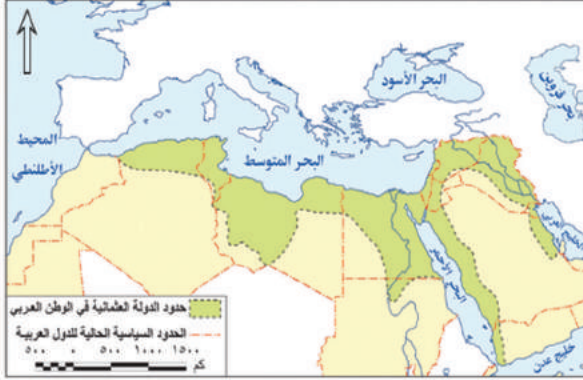 البحر الأسود
بحر قزوين
المحيط
الأطلنطي
البحر المتوسط
البحر الأحمر
خليج عدن
حدود الدولة العثمانية في الوطن العربي
الحدود السياسية الحالية للدول العربية
٥٠٠ ٠ ٥٠٠ ١٠٠٠ ١٥٠٠
كم